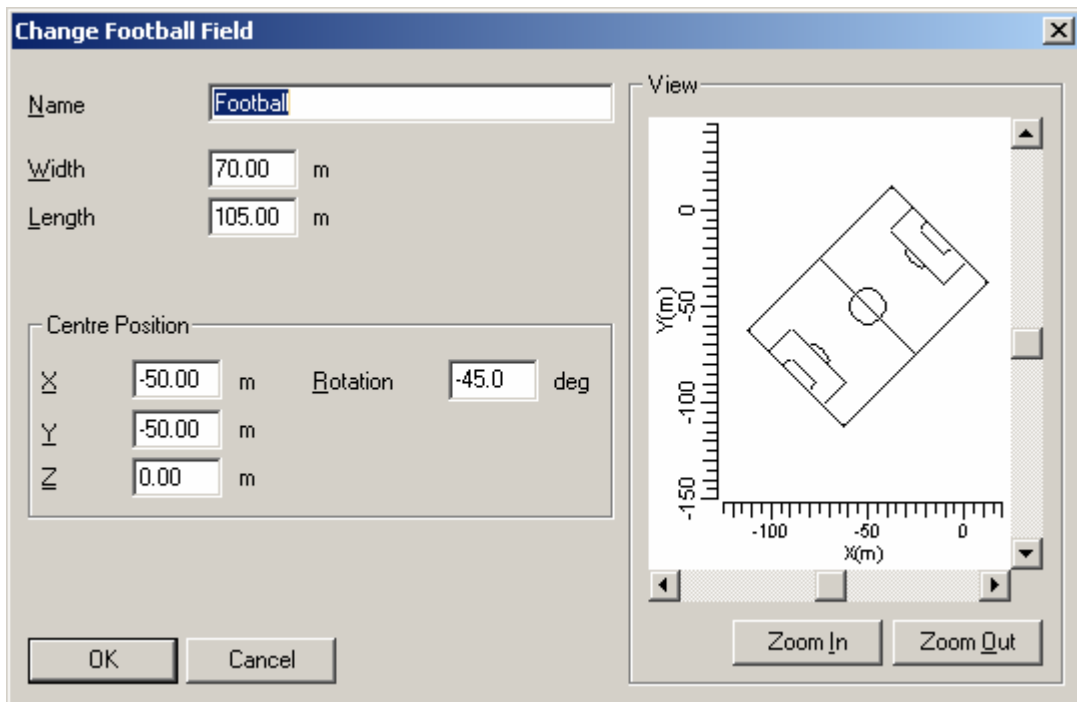 Change Football Field
Name Football
Width 70.00 m
Length 105.00 m
Centre Position
X -50.00 m Rotation -45.0 deg
Y -50.00 m
Z 0.00 m
OK Cancel
View
Y(m)
0
-50
-100
-150
-100 -50 0
X(m)
Zoom In Zoom Out